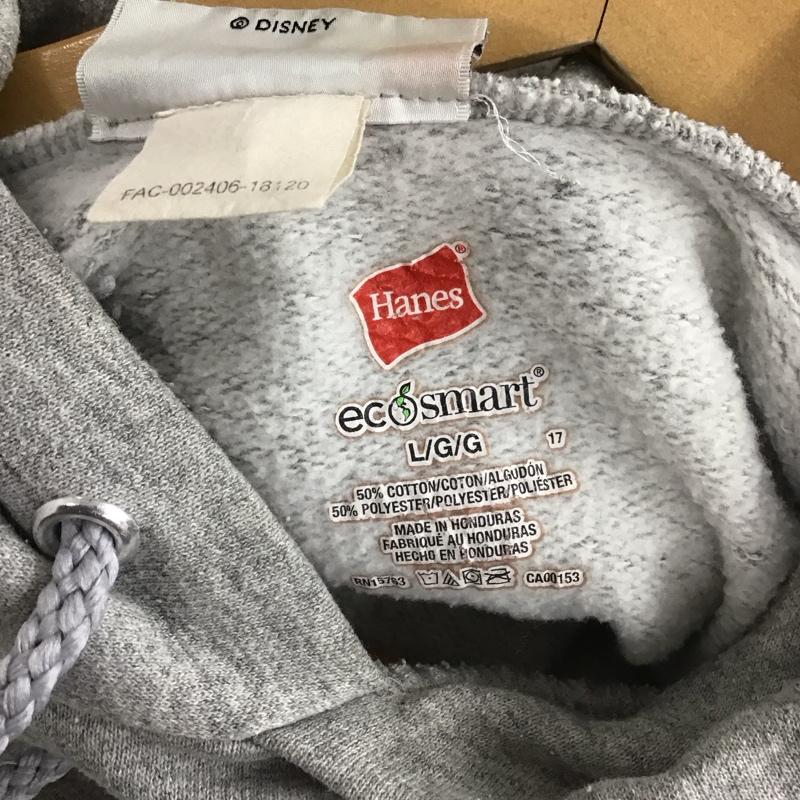 © DISNEY
FAC-002406-18120
Hanes®
ecosmart®
L/G/G 17
50% COTTON/COTON/ALGODÓN
50% POLYESTER/POLYESTER/POLIÉSTER
MADE IN HONDURAS
FABRIQUÉ AU HONDURAS
HECHO EN HONDURAS
RN15763 CA00153